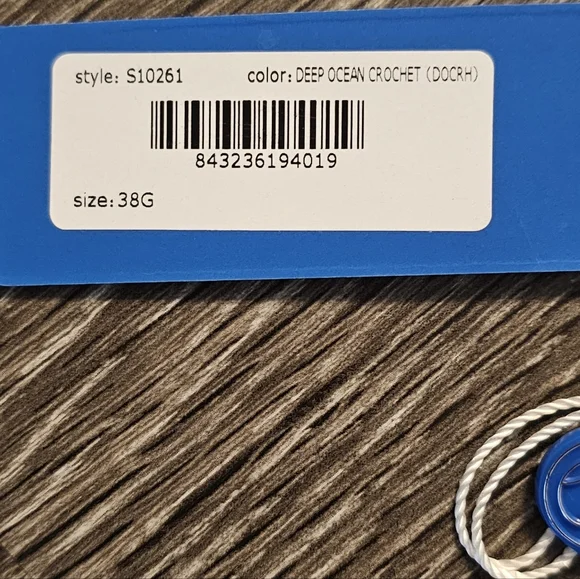 style: S10261 color: DEEP OCEAN CROCHET (DOCRH)
843236194019
size: 38G